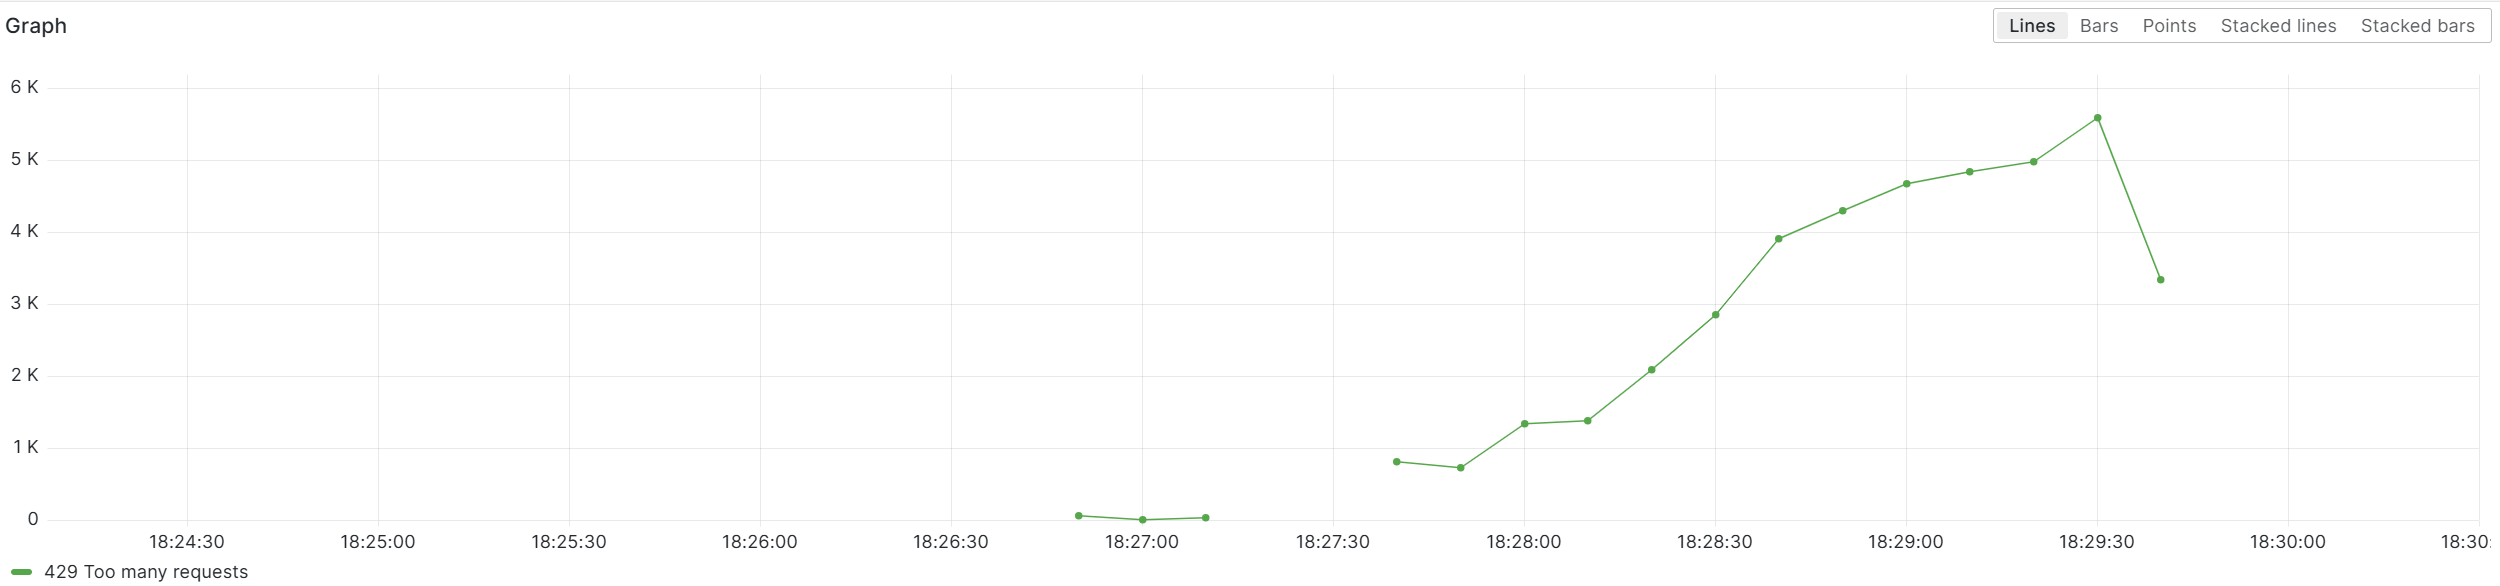 Graph
Lines Bars Points Stacked lines Stacked bars
6 K
5 K
4 K
3 K
2 K
1 K
0
18:24:30 18:25:00 18:25:30 18:26:00 18:26:30 18:27:00 18:27:30 18:28:00 18:28:30 18:29:00 18:29:30 18:30:00 18:30:
429 Too many requests